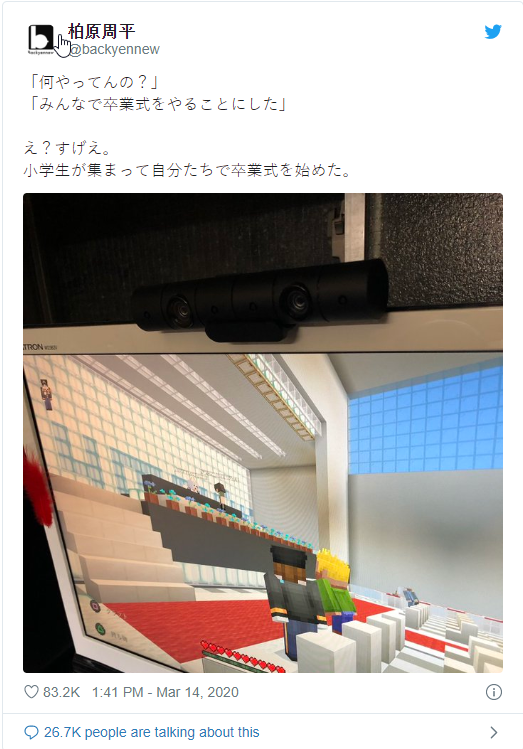 柏原周平
@backyennew
「何やってんの？」
「みんなで卒業式をやることにした」
え？すげえ。
小学生が集まって自分たちで卒業式を始めた。
83.2K 1:41 PM - Mar 14, 2020
26.7K people are talking about this